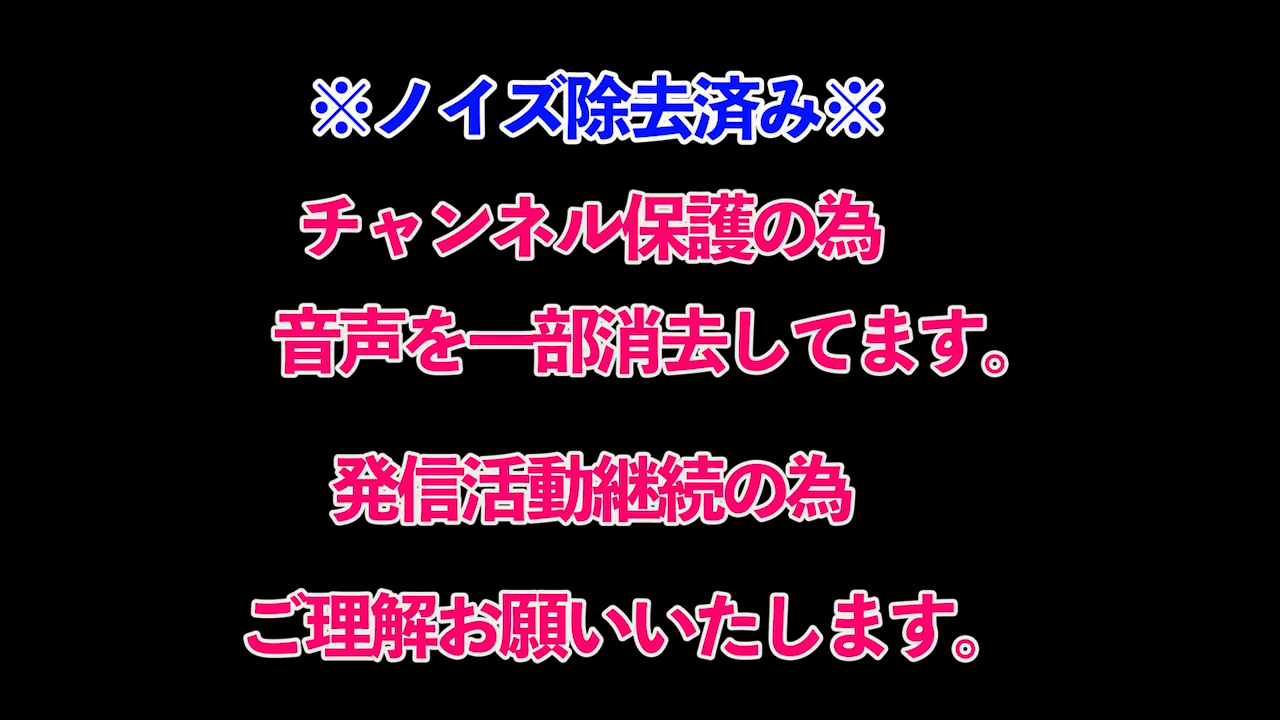 ※ノイズ除去済み※
チャンネル保護の為
音声を一部消去してます。
発信活動継続の為
ご理解お願いいたします。